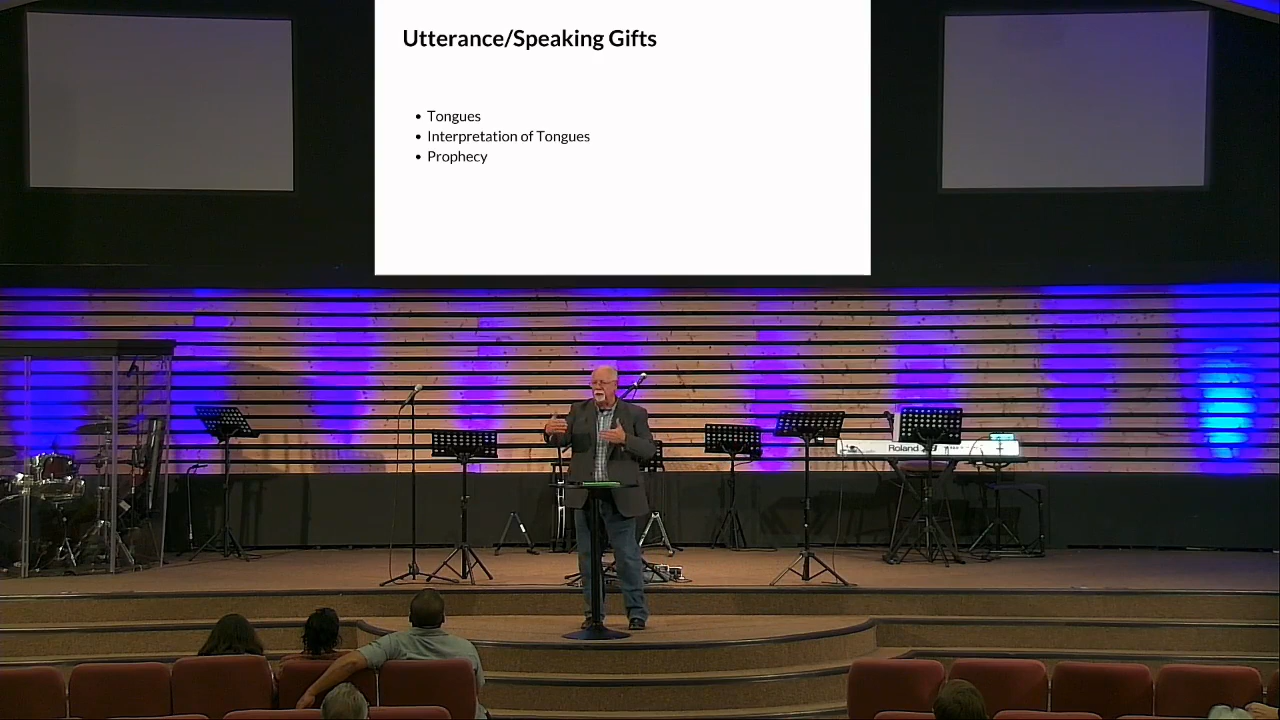 Utterance/Speaking Gifts
• Tongues
• Interpretation of Tongues
• Prophecy
Roland